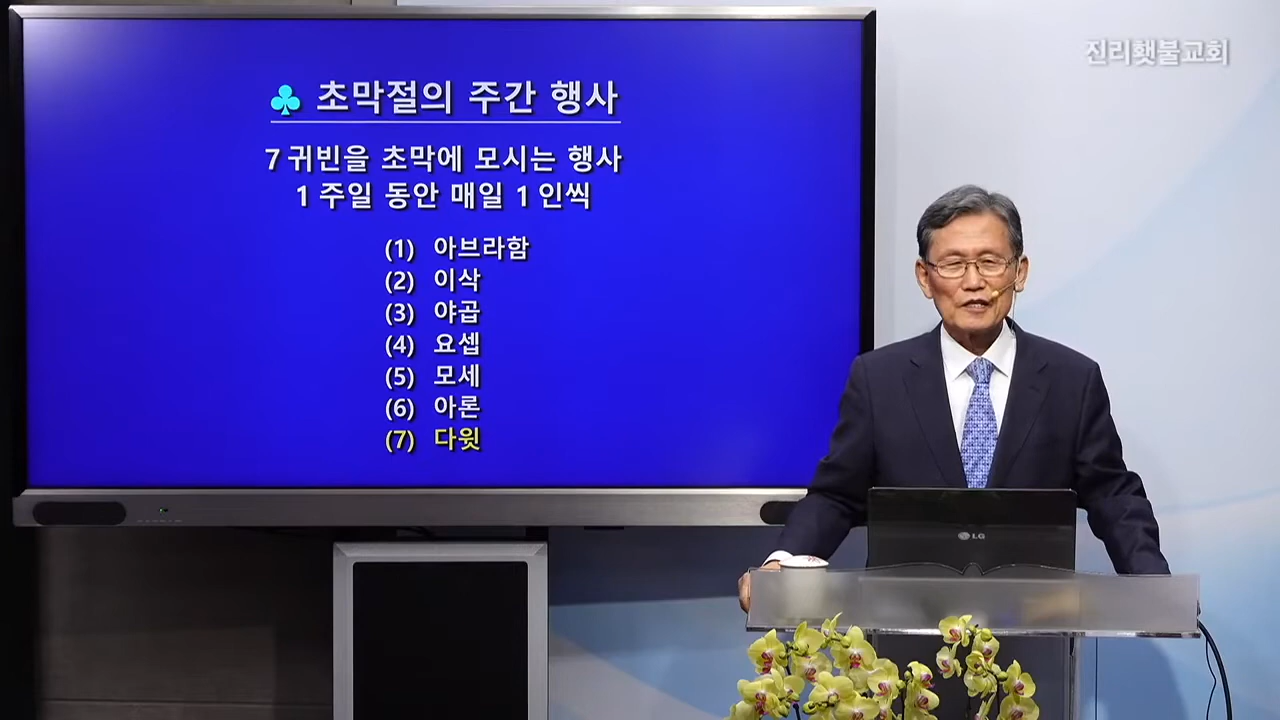 진리횃불교회
♣ 초막절의 주간 행사
7 귀빈을 초막에 모시는 행사
1 주일 동안 매일 1 인씩
(1) 아브라함
(2) 이삭
(3) 야곱
(4) 요셉
(5) 모세
(6) 아론
(7) 다윗
LG